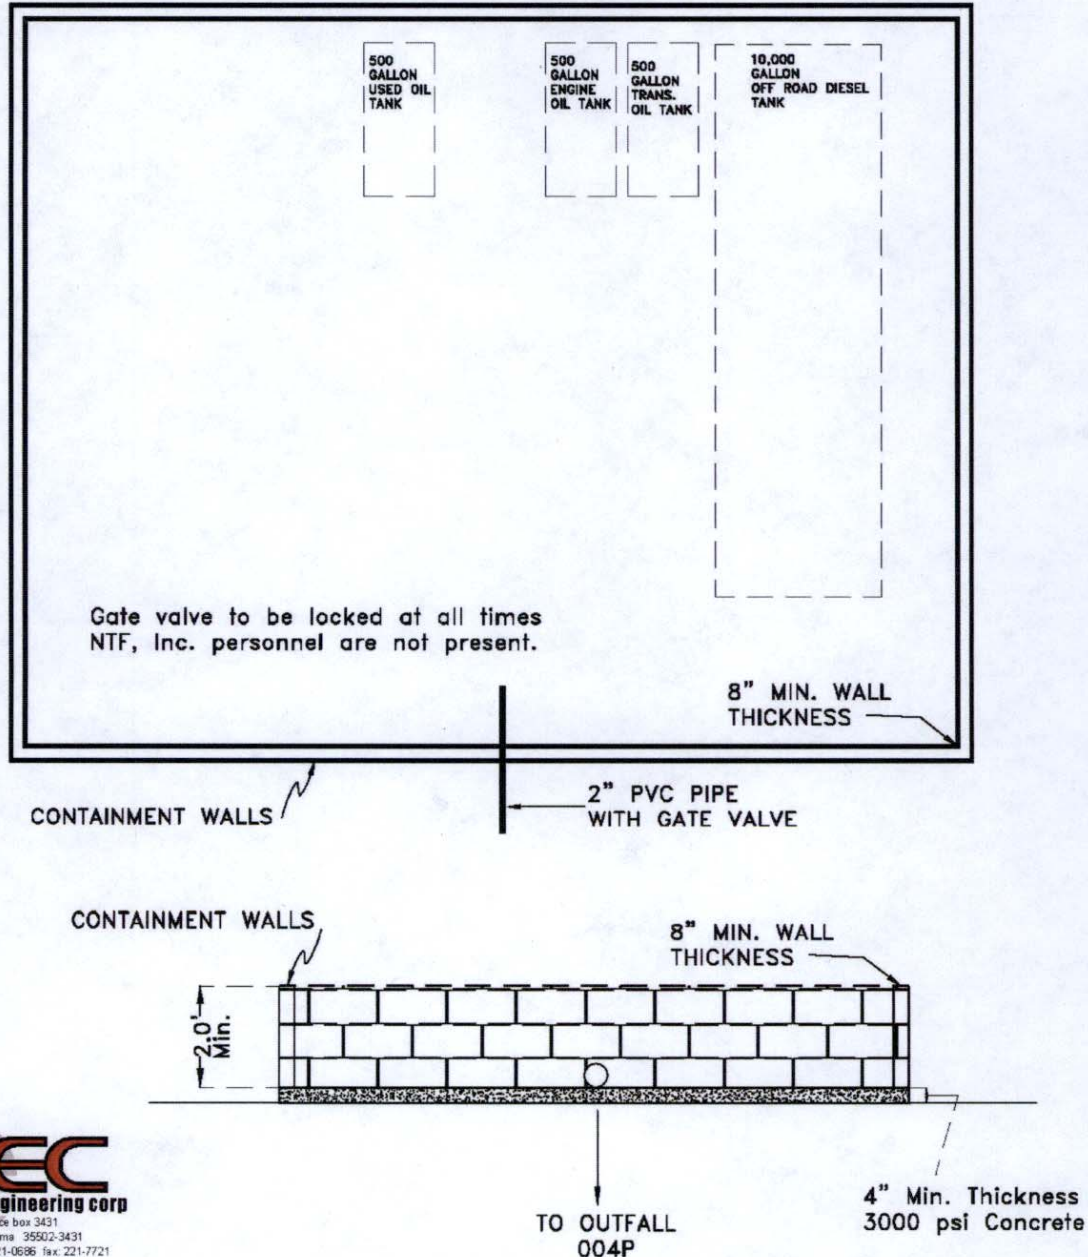 500
GALLON
USED OIL
TANK
500
GALLON
ENGINE
OIL TANK
500
GALLON
TRANS.
OIL TANK
10,000
GALLON
OFF ROAD DIESEL
TANK
Gate valve to be locked at all times
NTF, Inc. personnel are not present.
8" MIN. WALL
THICKNESS
CONTAINMENT WALLS
2" PVC PIPE
WITH GATE VALVE
CONTAINMENT WALLS
8" MIN. WALL
THICKNESS
2.0'
Min.
TO OUTFALL
004P
4" Min. Thickness
3000 psi Concrete
EC
gineering corp
ce box 3431
ma 35502-3431
21-0686 fax: 221-7721